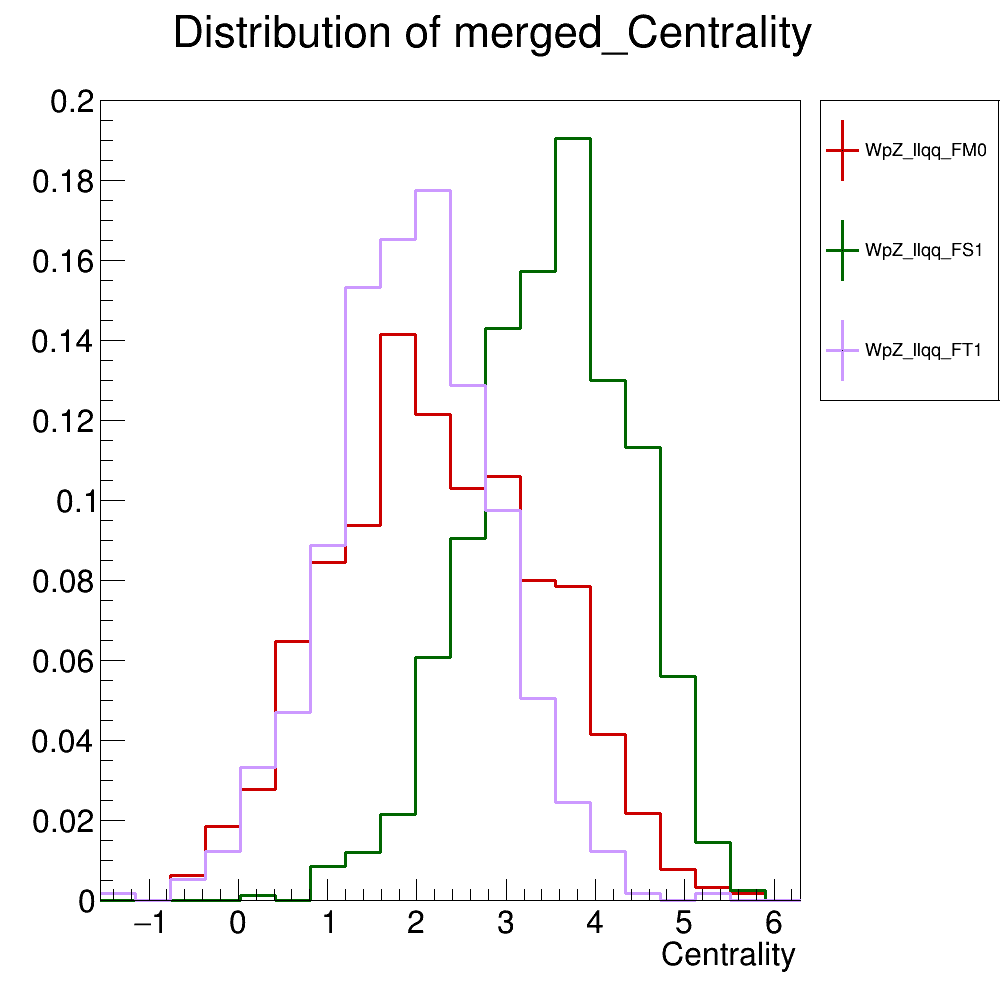 Distribution of merged_Centrality
0.2
0.18
0.16
0.14
0.12
0.1
0.08
0.06
0.04
0.02
0
−1 0 1 2 3 4 5 6
Centrality
WpZ_llqq_FM0
WpZ_llqq_FS1
WpZ_llqq_FT1